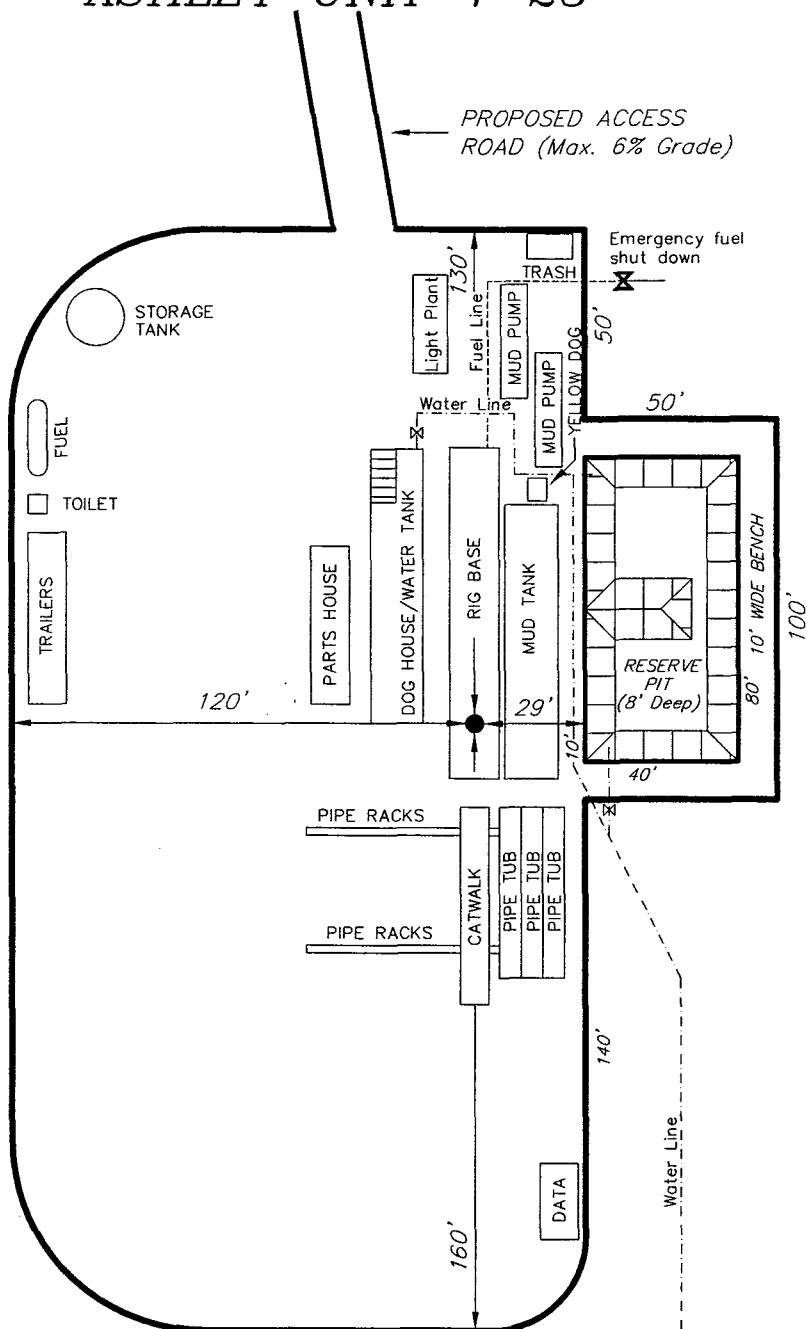 PROPOSED ACCESS
ROAD (Max. 6% Grade)
Emergency fuel
shut down
TRASH
130'
50'
STORAGE
TANK
Light Plant
Fuel Line
MUD PUMP
MUD PUMP
YELLOW DOG
Water Line
50'
FUEL
TOILET
TRAILERS
PARTS HOUSE
DOG HOUSE/WATER TANK
RIG BASE
MUD TANK
10' WIDE BENCH
100'
RESERVE
PIT
(8' Deep)
80'
120'
29'
10'
40'
PIPE RACKS
PIPE RACKS
CATWALK
PIPE TUB
PIPE TUB
PIPE TUB
140'
Water Line
DATA
160'